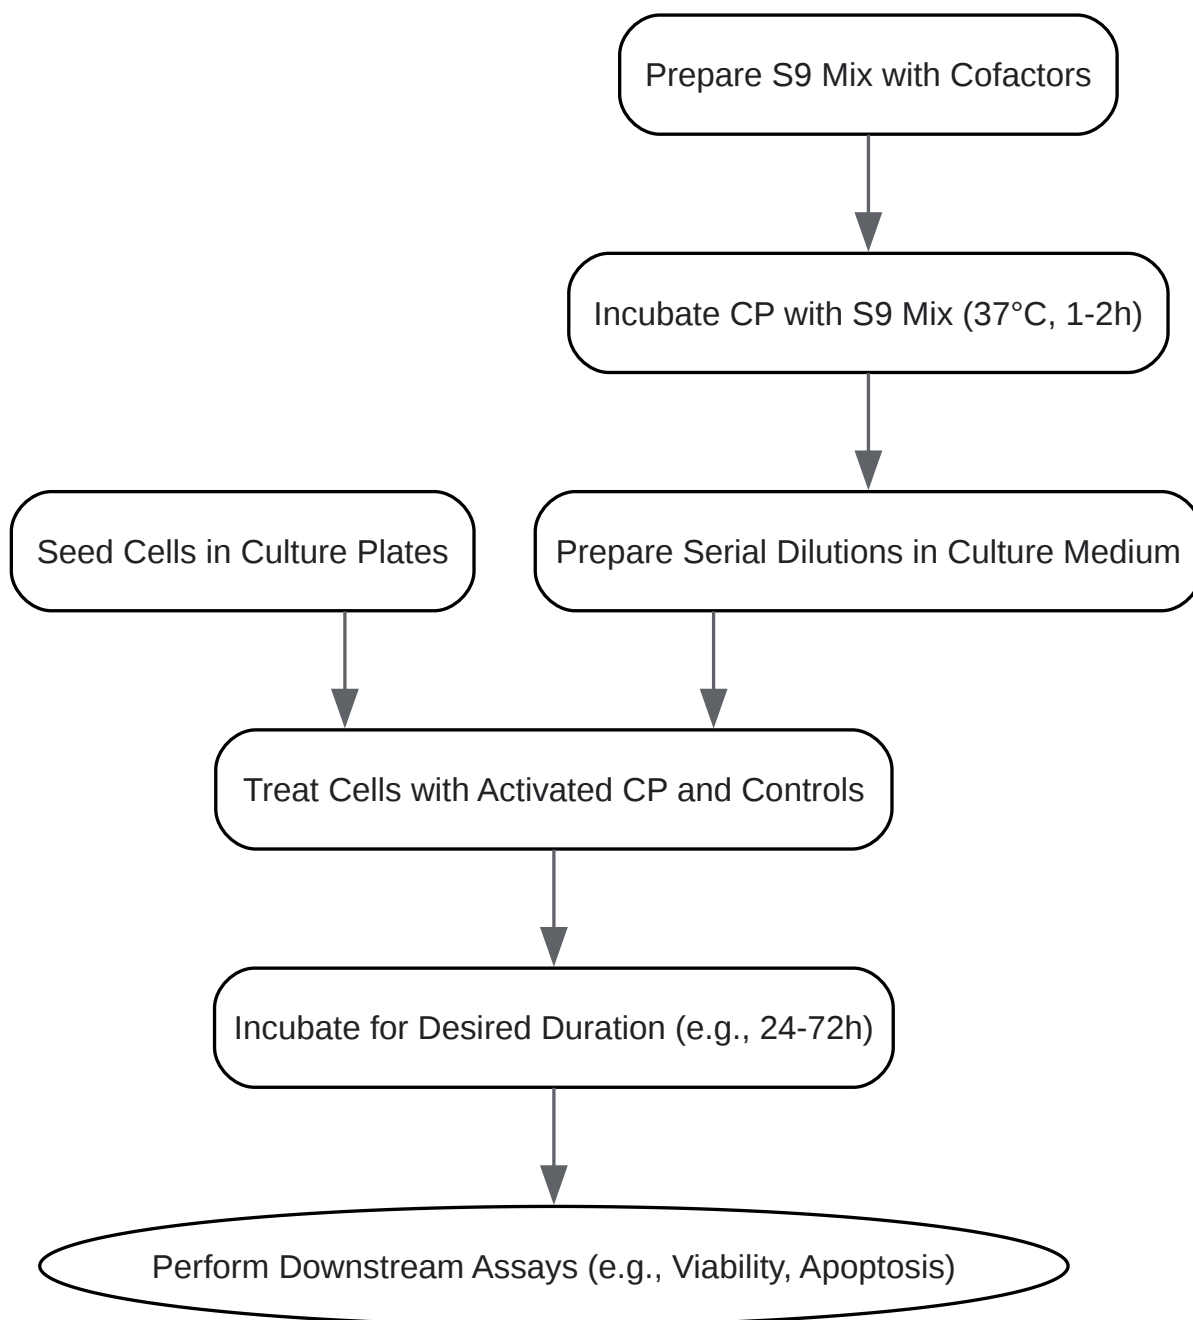 Prepare S9 Mix with Cofactors
Incubate CP with S9 Mix (37°C, 1-2h)
Seed Cells in Culture Plates
Prepare Serial Dilutions in Culture Medium
Treat Cells with Activated CP and Controls
Incubate for Desired Duration (e.g., 24-72h)
Perform Downstream Assays (e.g., Viability, Apoptosis)